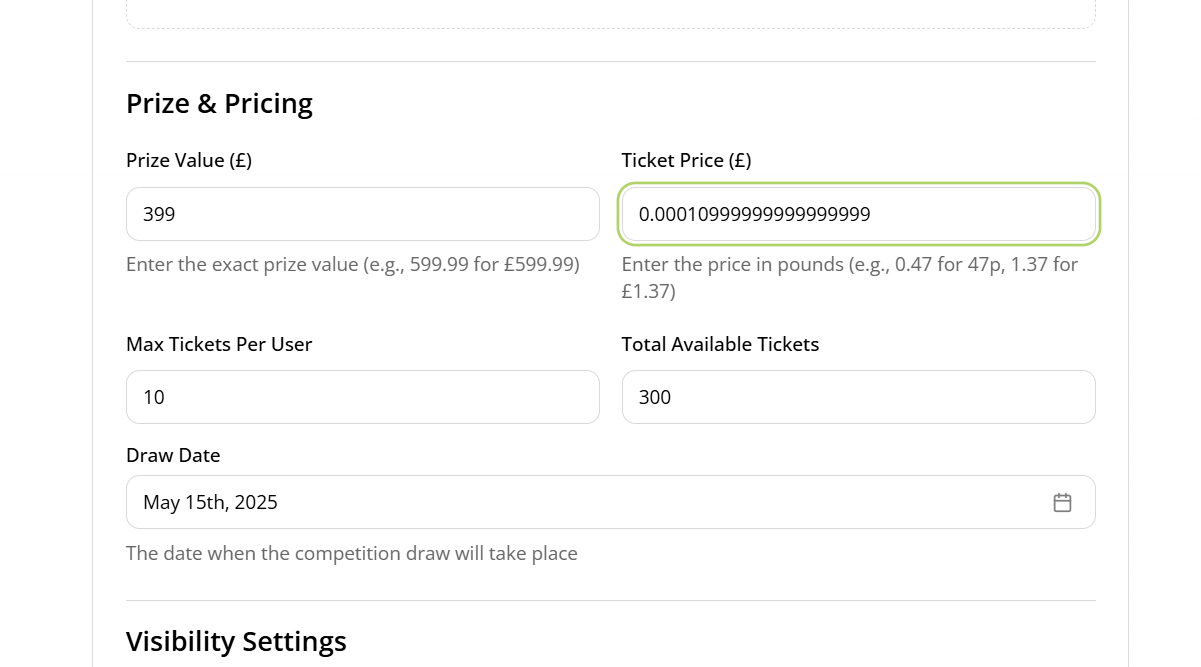 Prize & Pricing
Prize Value (£)
Ticket Price (£)
399
0.00010999999999999999
Enter the exact prize value (e.g., 599.99 for £599.99)
Enter the price in pounds (e.g., 0.47 for 47p, 1.37 for
£1.37)
Max Tickets Per User
Total Available Tickets
10
300
Draw Date
May 15th, 2025
The date when the competition draw will take place
Visibility Settings